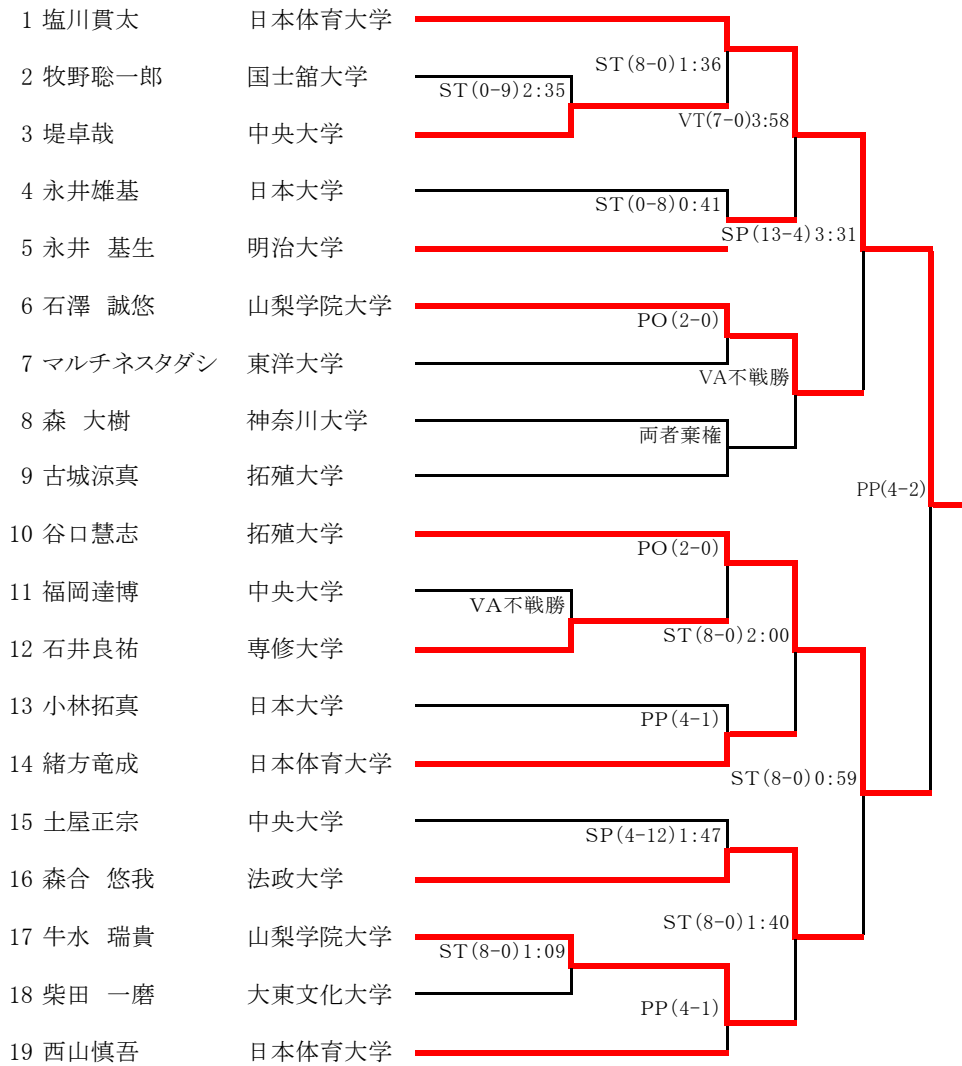 1 塩川貫太 日本体育大学
ST(8-0)1:36
2 牧野聡一郎 国士舘大学
ST(0-9)2:35
VT(7-0)3:58
3 堤卓哉 中央大学
4 永井雄基 日本大学
ST(0-8)0:41
SP(13-4)3:31
5 永井 基生 明治大学
6 石澤 誠悠 山梨学院大学
PO(2-0)
7 マルチネスタダシ 東洋大学
VA不戦勝
8 森 大樹 神奈川大学
両者棄権
9 古城涼真 拓殖大学
PP(4-2)
10 谷口慧志 拓殖大学
PO(2-0)
11 福岡達博 中央大学
VA不戦勝
ST(8-0)2:00
12 石井良祐 専修大学
13 小林拓真 日本大学
PP(4-1)
14 緒方竜成 日本体育大学
ST(8-0)0:59
15 土屋正宗 中央大学
SP(4-12)1:47
16 森合 悠我 法政大学
ST(8-0)1:40
17 牛水 瑞貴 山梨学院大学
ST(8-0)1:09
18 柴田 一磨 大東文化大学
PP(4-1)
19 西山慎吾 日本体育大学